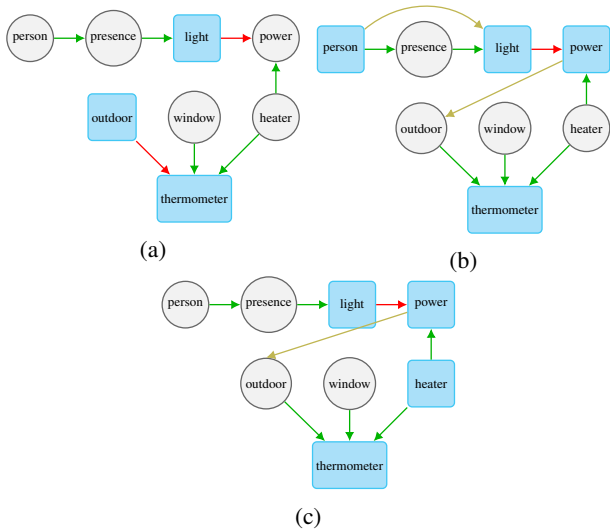 person presence light power
outdoor window heater
thermometer
(a)
person presence light power
outdoor window heater
thermometer
(b)
person presence light power
outdoor window heater
thermometer
(c)